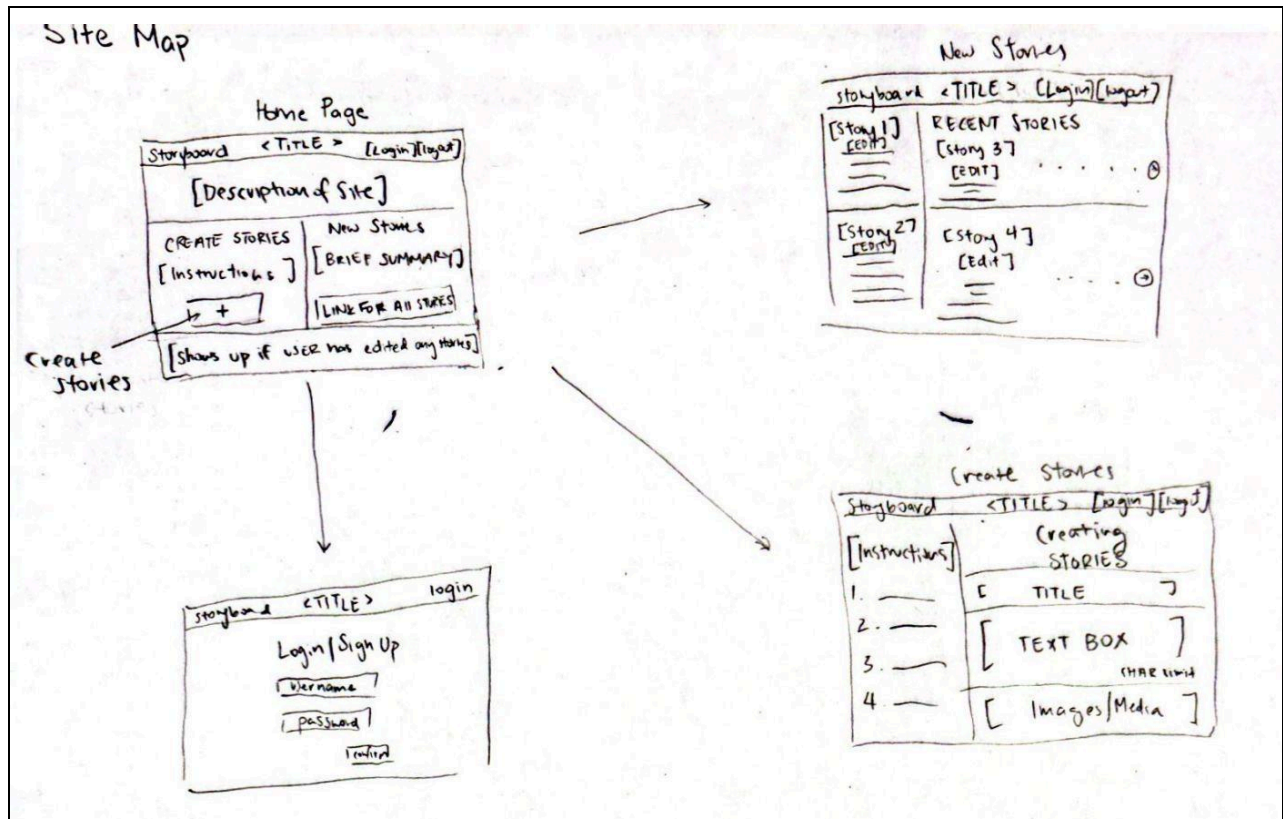 Site Map
Home Page
Storyboard <TITLE> [Login][logout]
[Description of Site]
CREATE STORIES
[Instructions]
+
New Stories
[BRIEF SUMMARY]
LINK FOR All STORIES
[Shows up if USER has edited any stories]
Create
Stories
New Stories
storyboard <TITLE> [Login][logout]
[Story 1]
[EDIT]
[Story 2]
[EDIT]
RECENT STORIES
[story 3]
[EDIT]
[Story 4]
[Edit]
storyboard <TITLE> login
Login/Sign Up
Username
password
confirm
Create Stories
Storyboard <TITLE> [login][logout]
[Instructions]
1.
2.
3.
4.
Creating
STORIES
[ TITLE ]
[ TEXT BOX ]
CHAR limit
[ Images/Media ]